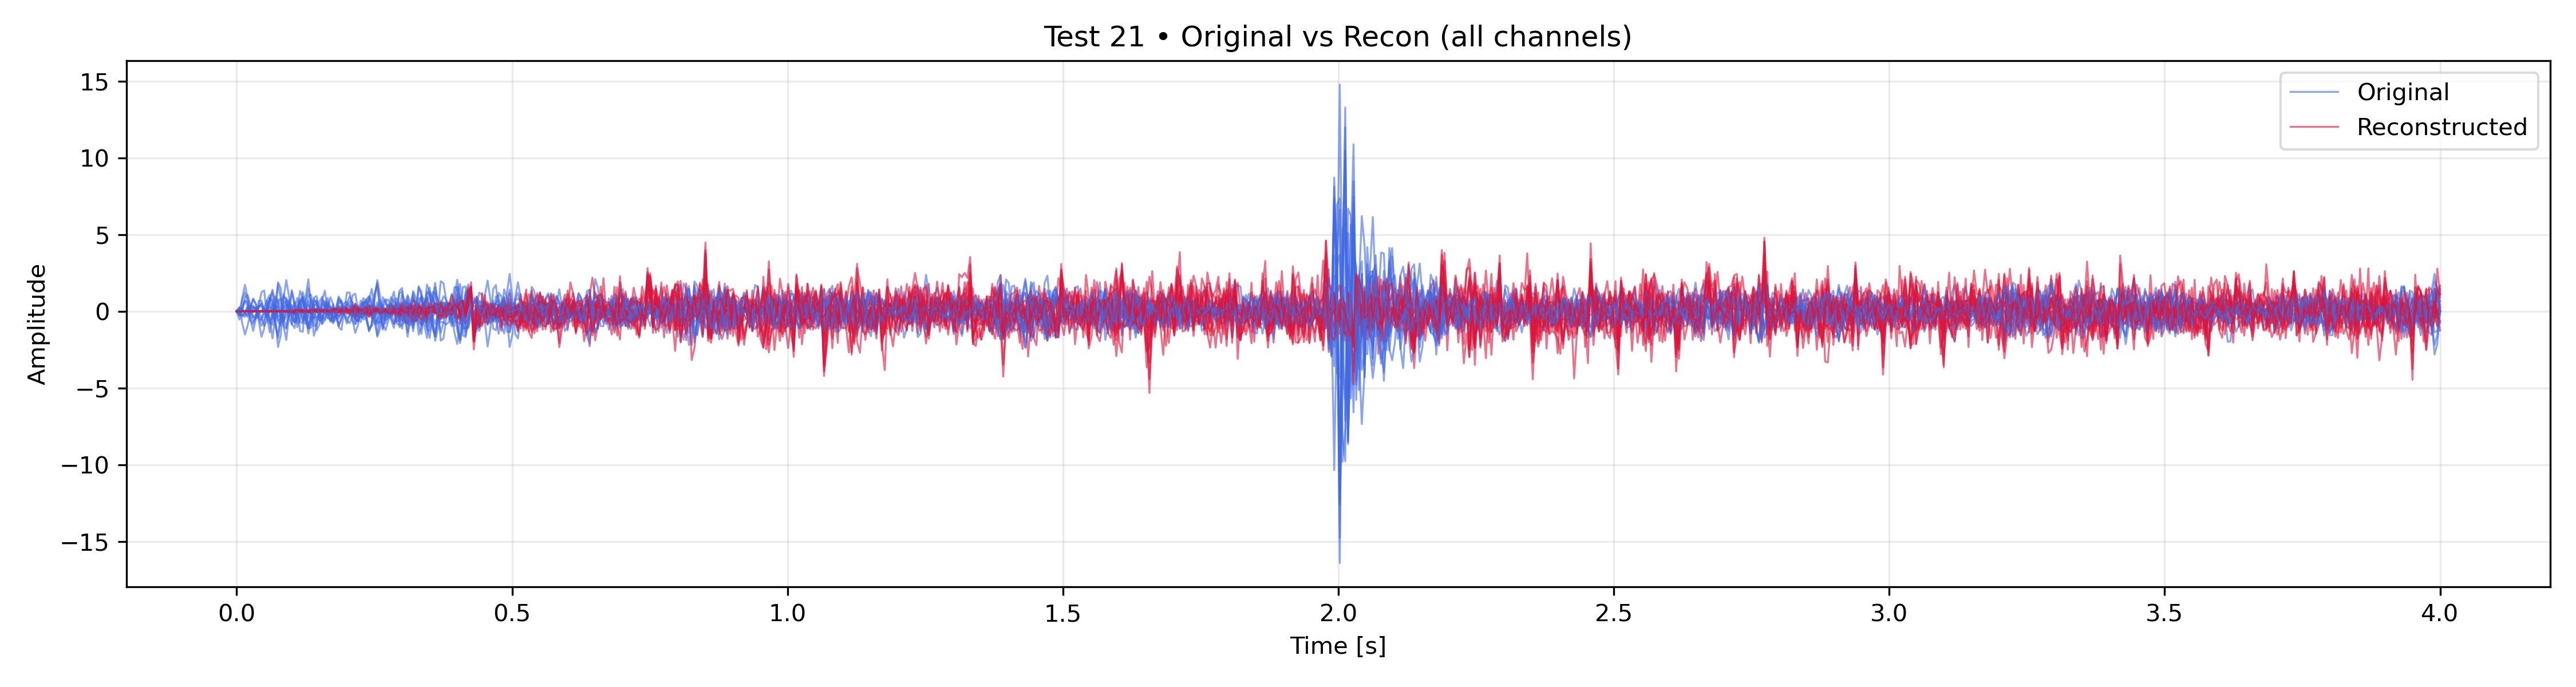 Test 21 • Original vs Recon (all channels)
Original
Reconstructed
Amplitude
15
10
5
0
−5
−10
−15
0.0 0.5 1.0 1.5 2.0 2.5 3.0 3.5 4.0
Time [s]